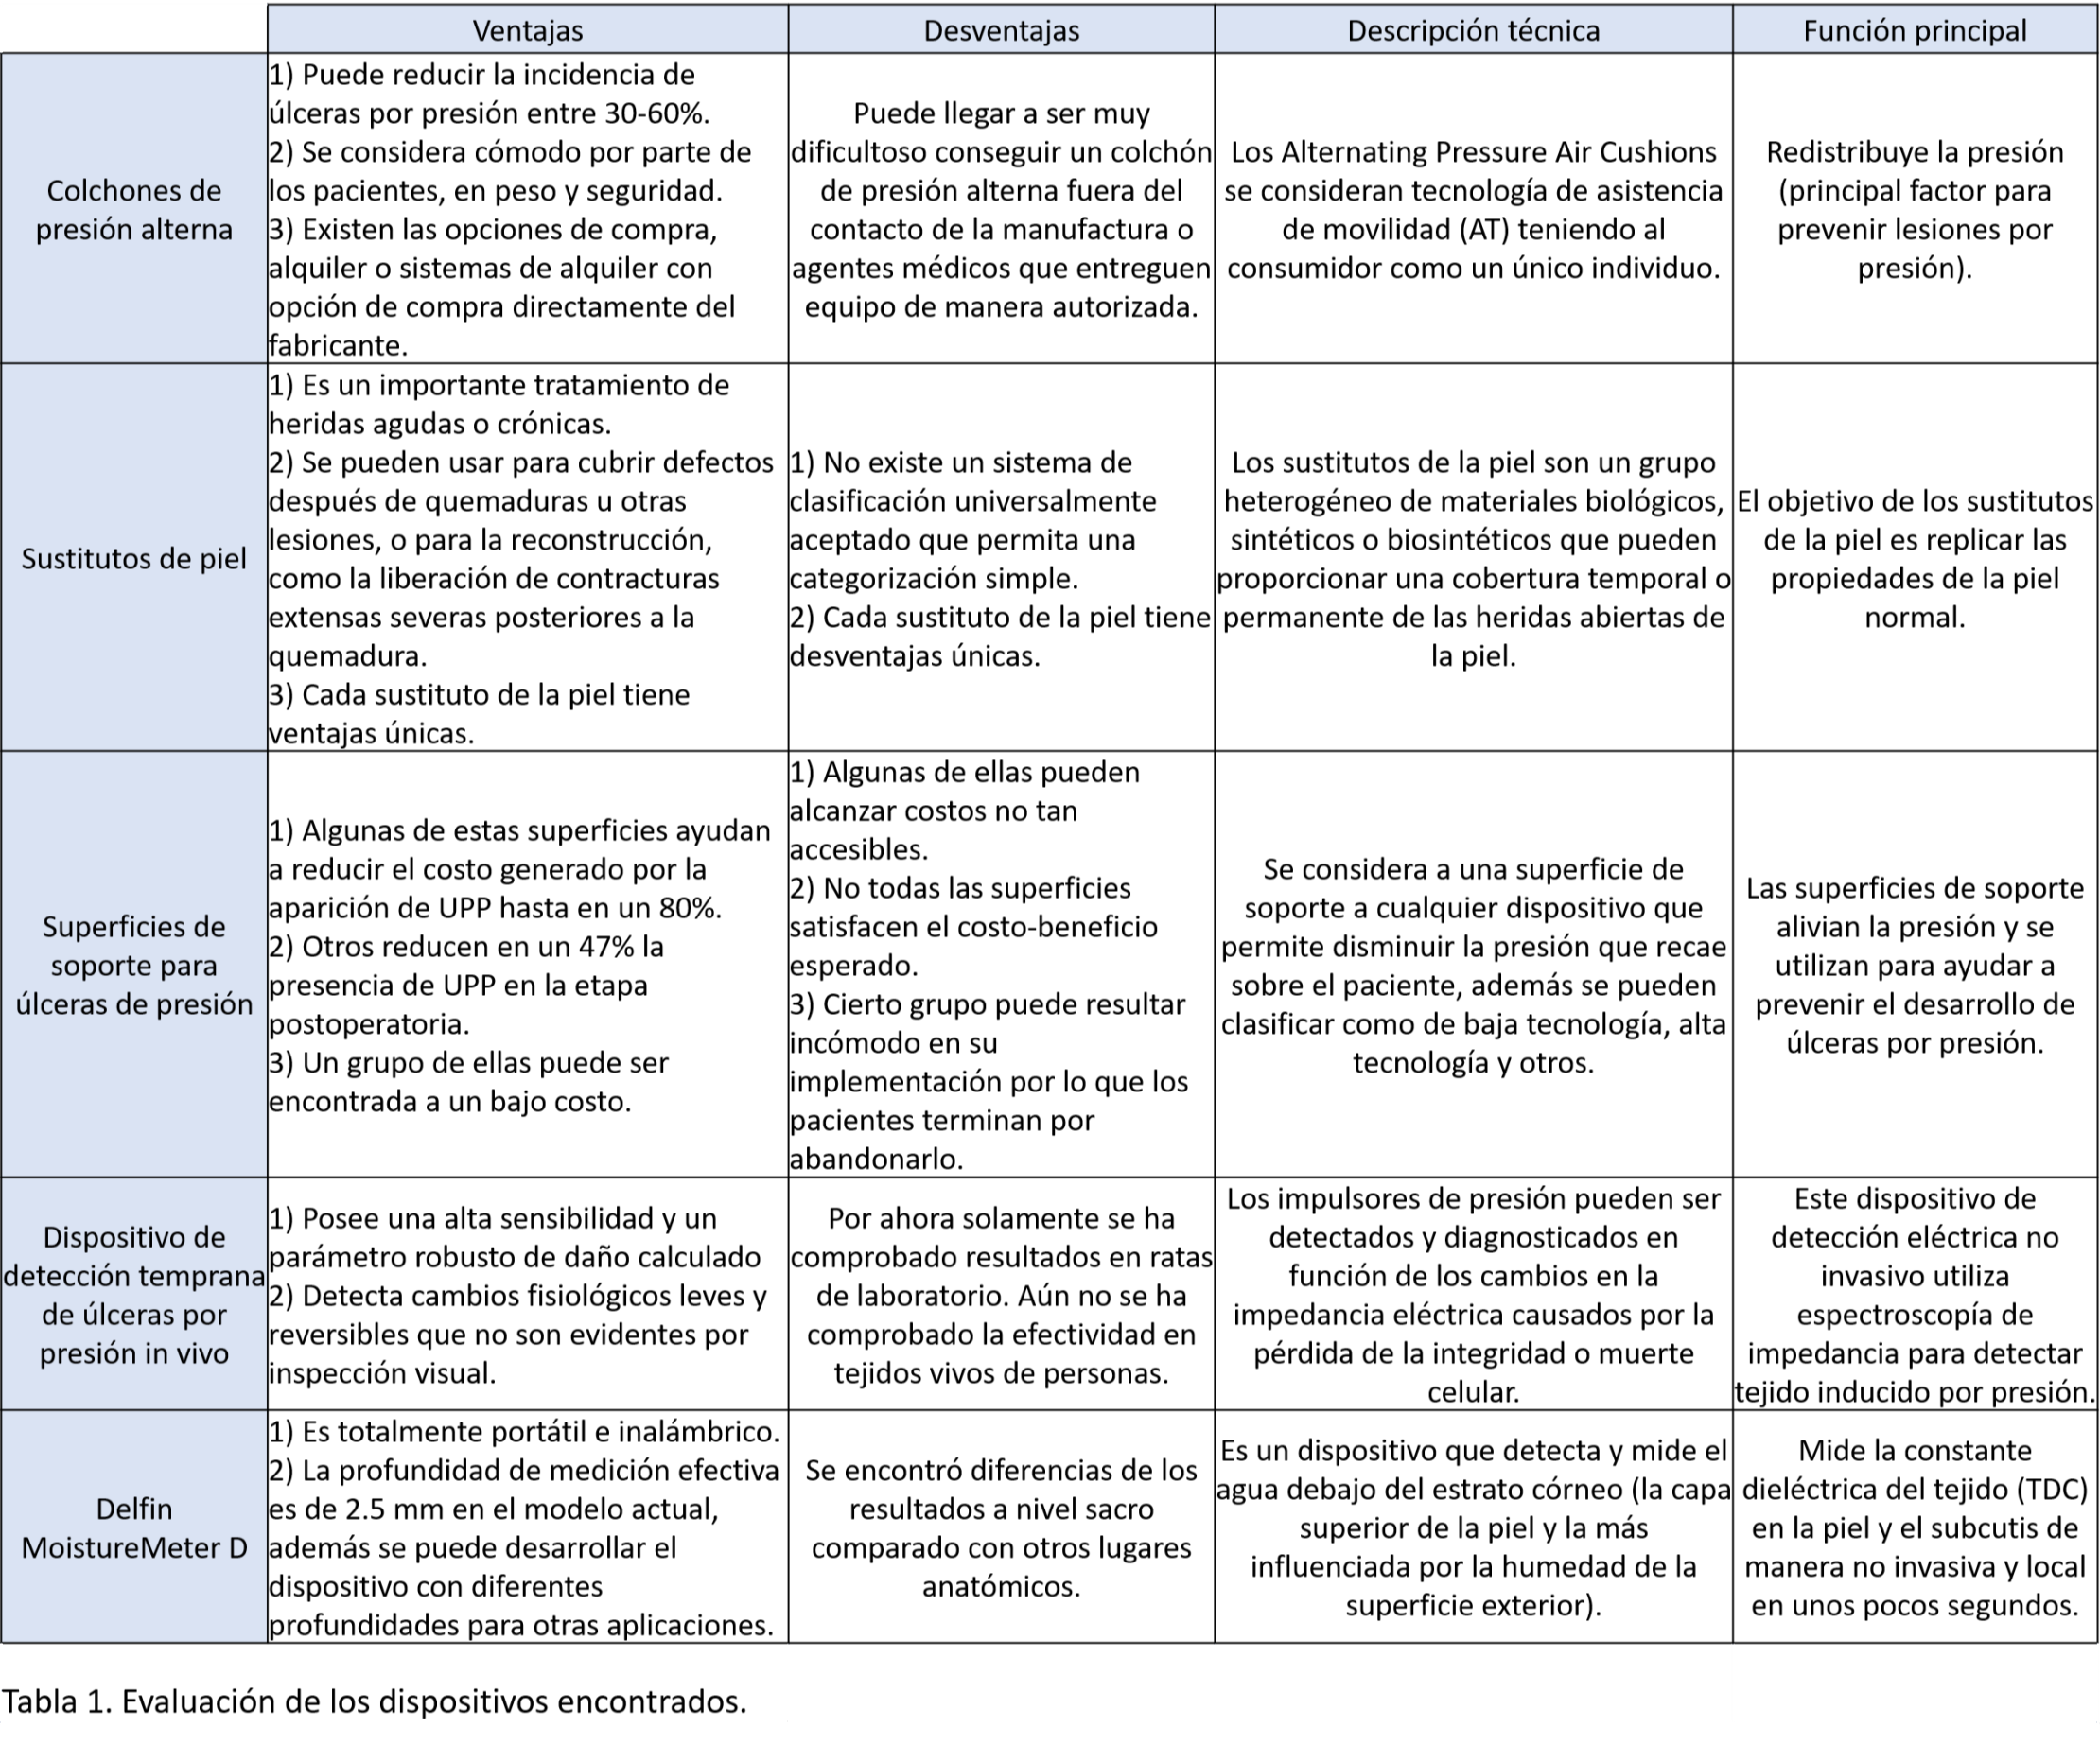 Ventajas
Desventajas
Descripción técnica
Función principal
Colchones de
presión alterna
1) Puede reducir la incidencia de
úlceras por presión entre 30-60%.
2) Se considera cómodo por parte de
los pacientes, en peso y seguridad.
3) Existen las opciones de compra,
alquiler o sistemas de alquiler con
opción de compra directamente del
fabricante.
Puede llegar a ser muy
dificultoso conseguir un colchón
de presión alterna fuera del
contacto de la manufactura o
agentes médicos que entreguen
equipo de manera autorizada.
Los Alternating Pressure Air Cushions
se consideran tecnología de asistencia
de movilidad (AT) teniendo al
consumidor como un único individuo.
Redistribuye la presión
(principal factor para
prevenir lesiones por
presión).
Sustitutos de piel
1) Es un importante tratamiento de
heridas agudas o crónicas.
2) Se pueden usar para cubrir defectos
después de quemaduras u otras
lesiones, o para la reconstrucción,
como la liberación de contracturas
extensas severas posteriores a la
quemadura.
3) Cada sustituto de la piel tiene
ventajas únicas.
1) No existe un sistema de
clasificación universalmente
aceptado que permita una
categorización simple.
2) Cada sustituto de la piel tiene
desventajas únicas.
Los sustitutos de la piel son un grupo
heterogéneo de materiales biológicos,
sintéticos o biosintéticos que pueden
proporcionar una cobertura temporal o
permanente de las heridas abiertas de
la piel.
El objetivo de los sustitutos
de la piel es replicar las
propiedades de la piel
normal.
Superficies de
soporte para
úlceras de presión
1) Algunas de estas superficies ayudan
a reducir el costo generado por la
aparición de UPP hasta en un 80%.
2) Otros reducen en un 47% la
presencia de UPP en la etapa
postoperatoria.
3) Un grupo de ellas puede ser
encontrada a un bajo costo.
1) Algunas de ellas pueden
alcanzar costos no tan
accesibles.
2) No todas las superficies
satisfacen el costo-beneficio
esperado.
3) Cierto grupo puede resultar
incómodo en su
implementación por lo que los
pacientes terminan por
abandonarlo.
Se considera a una superficie de
soporte a cualquier dispositivo que
permite disminuir la presión que recae
sobre el paciente, además se pueden
clasificar como de baja tecnología, alta
tecnología y otros.
Las superficies de soporte
alivian la presión y se
utilizan para ayudar a
prevenir el desarrollo de
úlceras por presión.
Dispositivo de
detección temprana
de úlceras por
presión in vivo
1) Posee una alta sensibilidad y un
parámetro robusto de daño calculado
2) Detecta cambios fisiológicos leves y
reversibles que no son evidentes por
inspección visual.
Por ahora solamente se ha
comprobado resultados en ratas
de laboratorio. Aún no se ha
comprobado la efectividad en
tejidos vivos de personas.
Los impulsores de presión pueden ser
detectados y diagnosticados en
función de los cambios en la
impedancia eléctrica causados por la
pérdida de la integridad o muerte
celular.
Este dispositivo de
detección eléctrica no
invasivo utiliza
espectroscopía de
impedancia para detectar
tejido inducido por presión.
Delfin
MoistureMeter D
1) Es totalmente portátil e inalámbrico.
2) La profundidad de medición efectiva
es de 2.5 mm en el modelo actual,
además se puede desarrollar el
dispositivo con diferentes
profundidades para otras aplicaciones.
Se encontró diferencias de los
resultados a nivel sacro
comparado con otros lugares
anatómicos.
Es un dispositivo que detecta y mide el
agua debajo del estrato córneo (la capa
superior de la piel y la más
influenciada por la humedad de la
superficie exterior).
Mide la constante
dieléctrica del tejido (TDC)
en la piel y el subcutis de
manera no invasiva y local
en unos pocos segundos.
Tabla 1. Evaluación de los dispositivos encontrados.